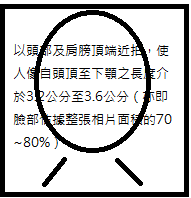 以頭部及肩膀頂端近拍，使
人像自頭頂至下顎之長度介
於3.2公分至3.6公分（亦即
臉部依據整張相片面積的70
~80%）